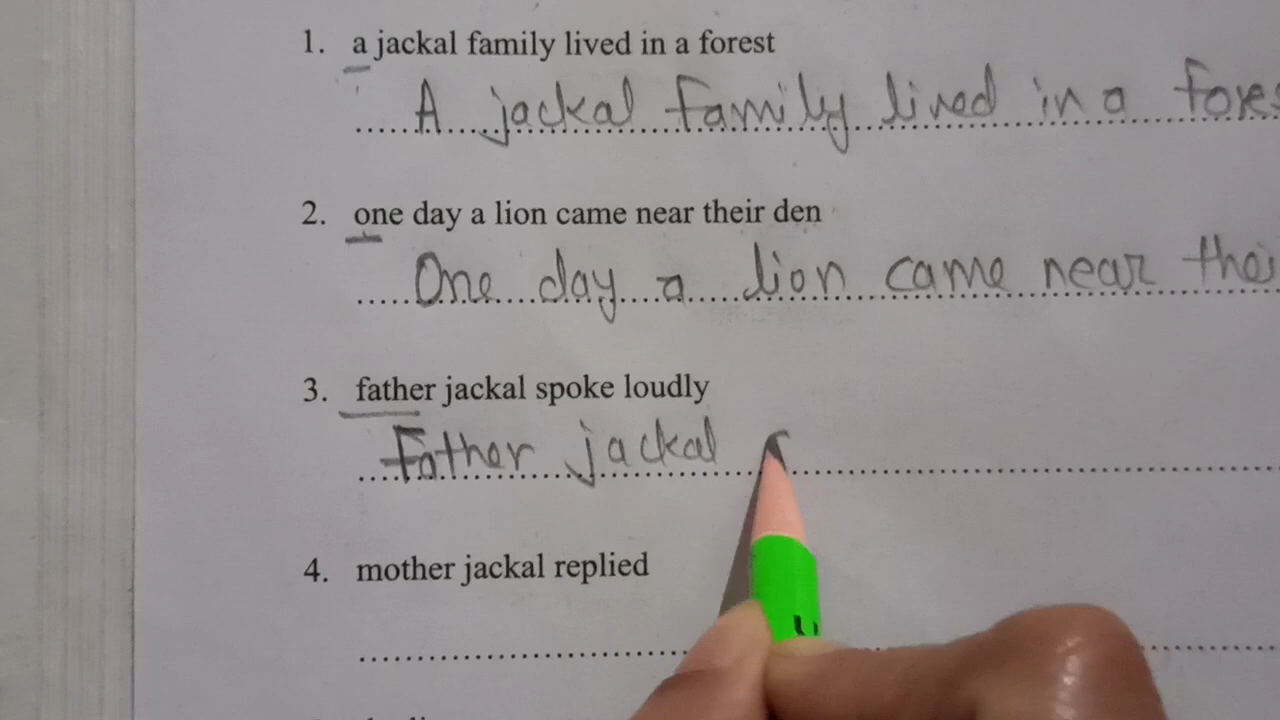 1. a jackal family lived in a forest
A jackal family lived in a
2. one day a lion came near their den
One day a lion came near
3. father jackal spoke loudly
Father jackal
4. mother jackal replied